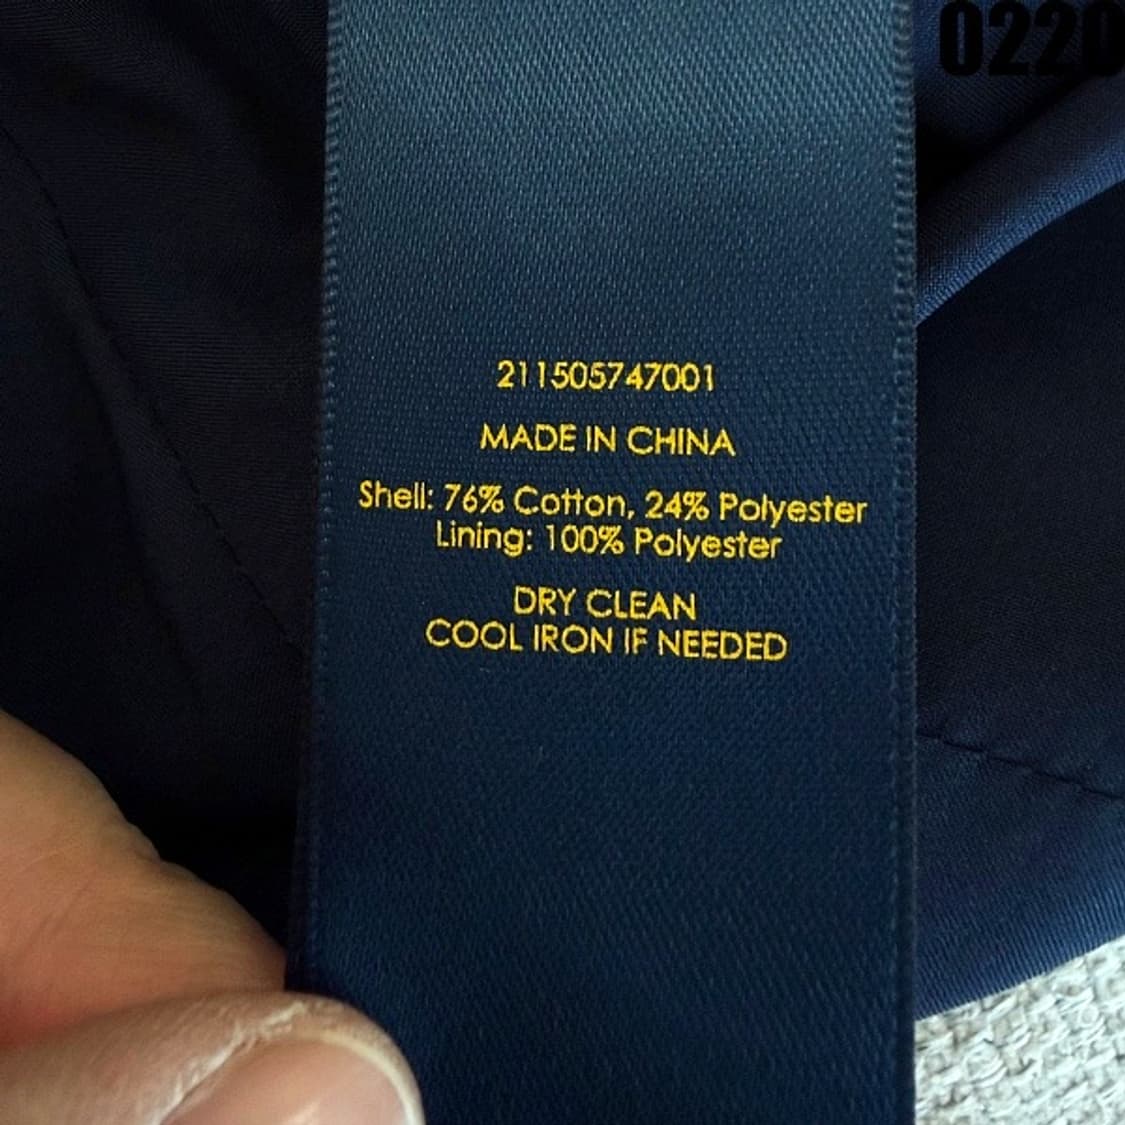 0220
211505747001
MADE IN CHINA
Shell: 76% Cotton, 24% Polyester
Lining: 100% Polyester
DRY CLEAN
COOL IRON IF NEEDED